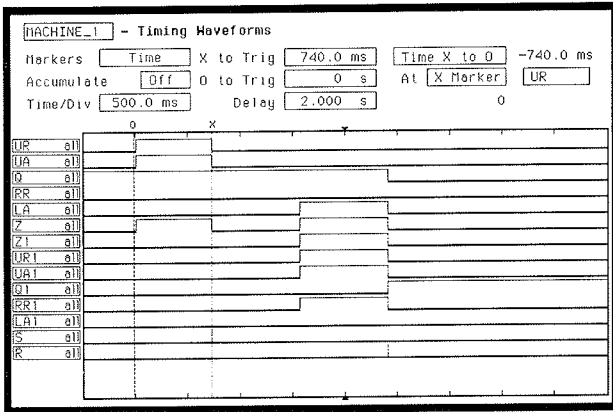 MACHINE_1 - Timing Waveforms
Markers Time X to Trig 740.0 ms Time X to O -740.0 ms
Accumulate Off O to Trig 0 s At X Marker UR
Time/Div 500.0 ms Delay 2.000 s 0
O X
UR all
UA all
Q all
RR all
LA all
Z all
Z1 all
UR1 all
UA1 all
Q1 all
RR1 all
LA1 all
S all
R all